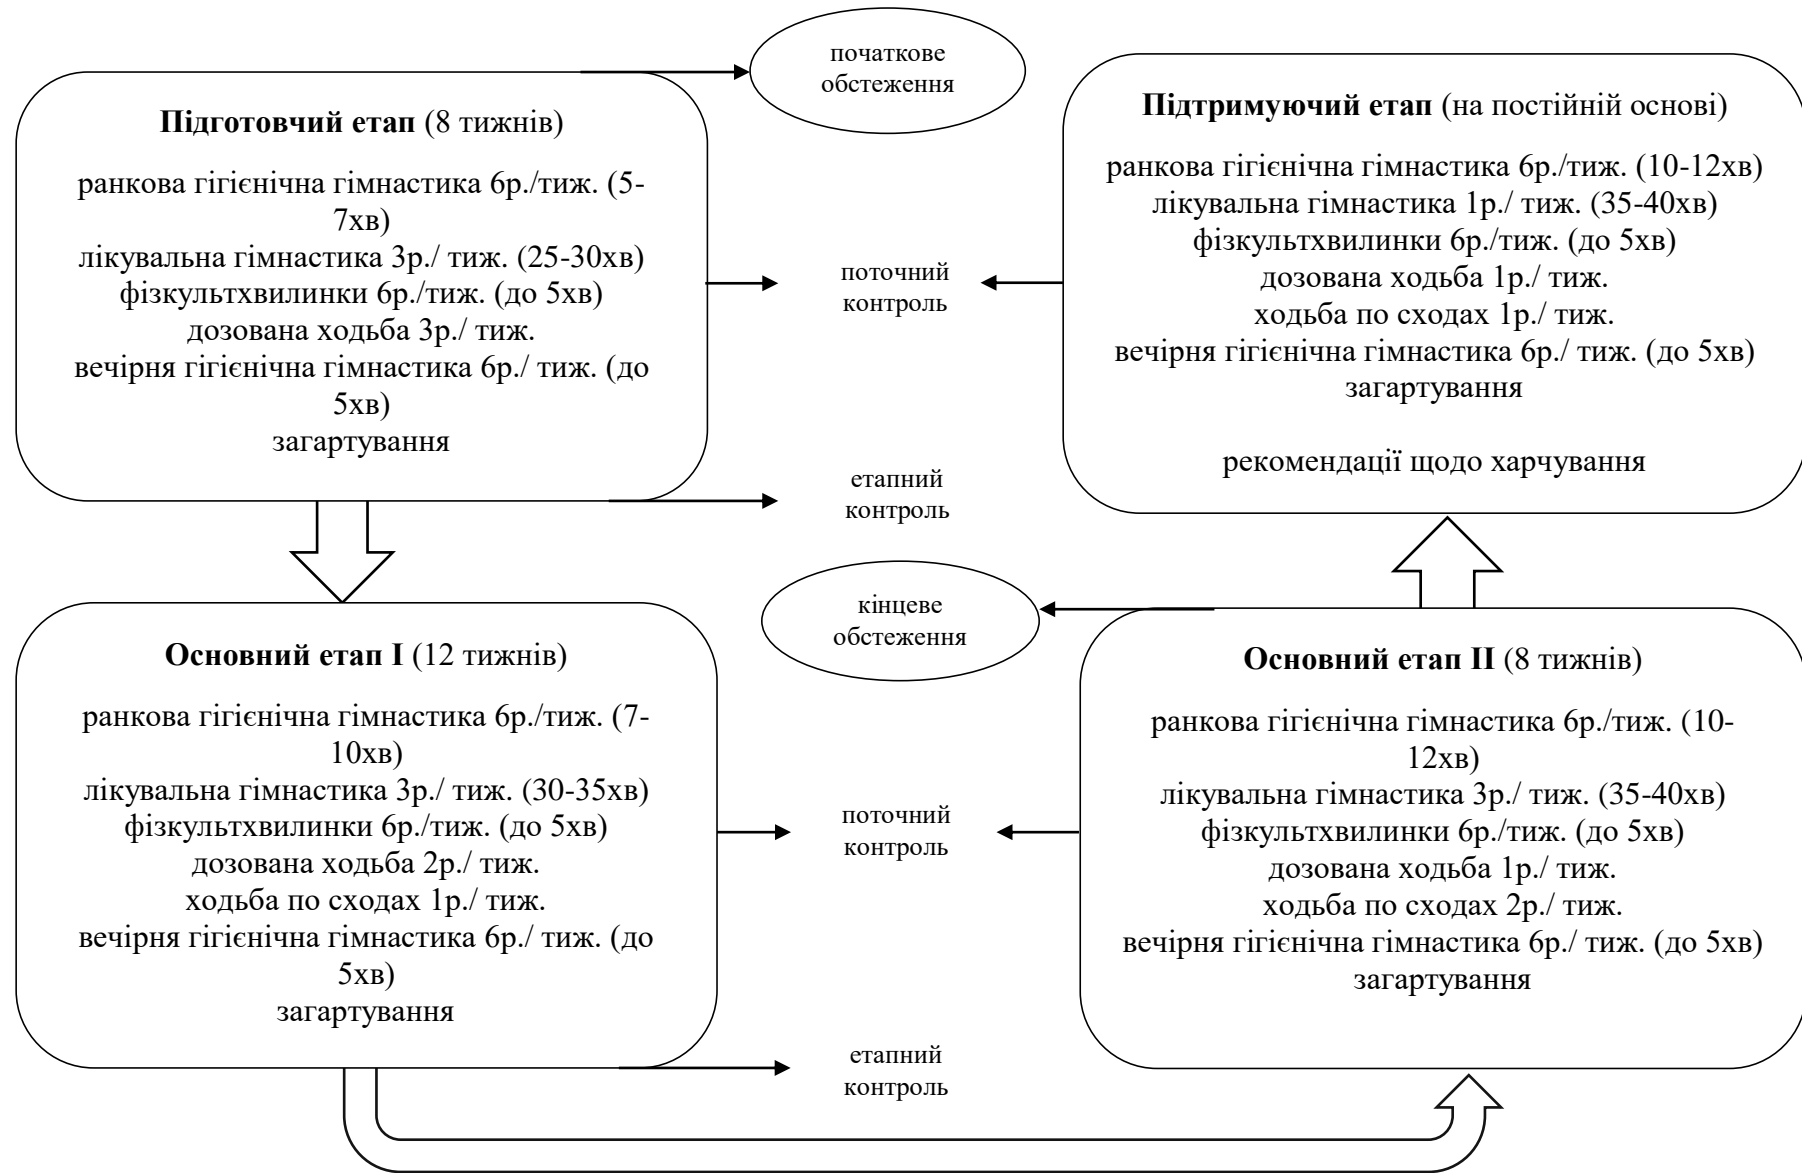 початкове
обстеження
Підготовчий етап (8 тижнів)
ранкова гігієнічна гімнастика 6р./тиж. (5-
7хв)
лікувальна гімнастика 3р./ тиж. (25-30хв)
фізкультхвилинки 6р./тиж. (до 5хв)
дозована ходьба 3р./ тиж.
вечірня гігієнічна гімнастика 6р./ тиж. (до
5хв)
загартування
поточний
контроль
етапний
контроль
Підтримуючий етап (на постійній основі)
ранкова гігієнічна гімнастика 6р./тиж. (10-12хв)
лікувальна гімнастика 1р./ тиж. (35-40хв)
фізкультхвилинки 6р./тиж. (до 5хв)
дозована ходьба 1р./ тиж.
ходьба по сходах 1р./ тиж.
вечірня гігієнічна гімнастика 6р./ тиж. (до 5хв)
загартування
рекомендації щодо харчування
Основний етап І (12 тижнів)
ранкова гігієнічна гімнастика 6р./тиж. (7-
10хв)
лікувальна гімнастика 3р./ тиж. (30-35хв)
фізкультхвилинки 6р./тиж. (до 5хв)
дозована ходьба 2р./ тиж.
ходьба по сходах 1р./ тиж.
вечірня гігієнічна гімнастика 6р./ тиж. (до
5хв)
загартування
кінцеве
обстеження
поточний
контроль
етапний
контроль
Основний етап ІІ (8 тижнів)
ранкова гігієнічна гімнастика 6р./тиж. (10-
12хв)
лікувальна гімнастика 3р./ тиж. (35-40хв)
фізкультхвилинки 6р./тиж. (до 5хв)
дозована ходьба 1р./ тиж.
ходьба по сходах 2р./ тиж.
вечірня гігієнічна гімнастика 6р./ тиж. (до 5хв)
загартування